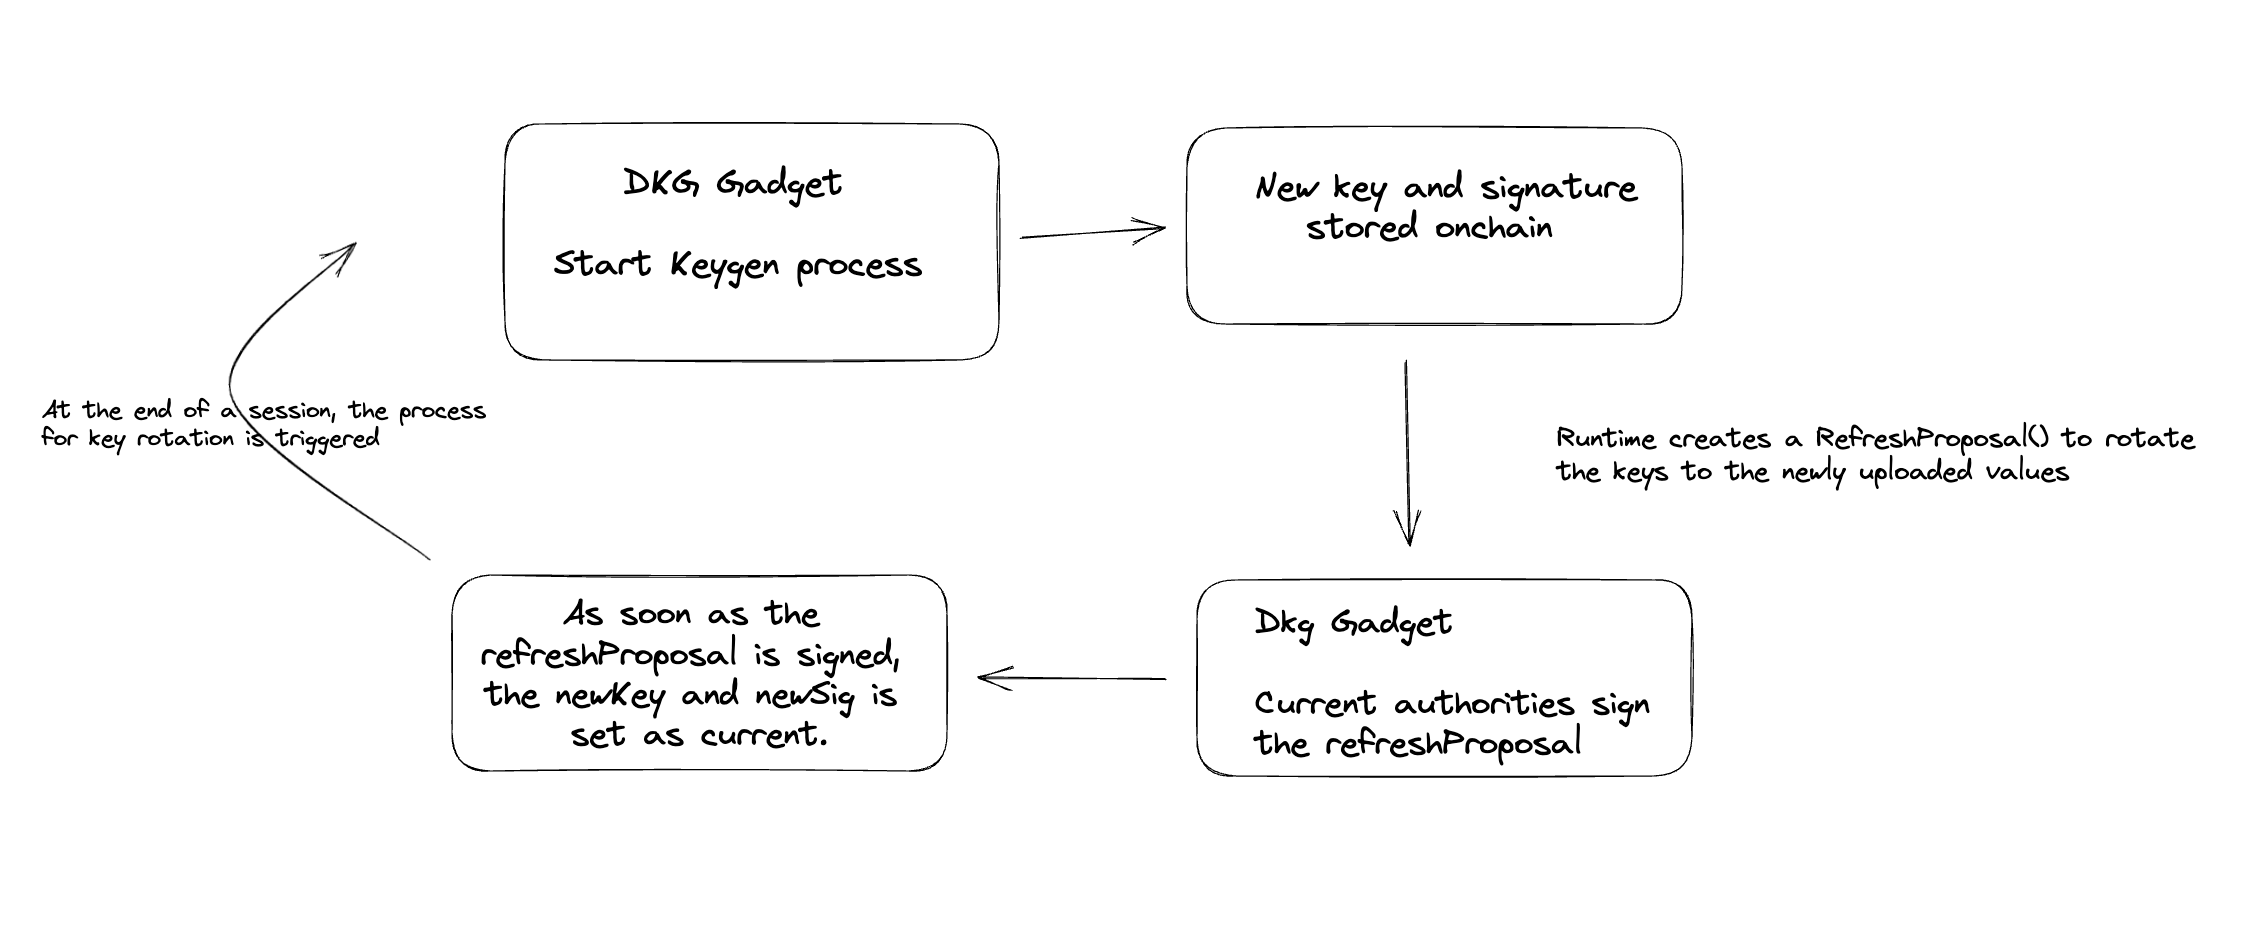 DKG Gadget
Start Keygen process
New key and signature
stored onchain
At the end of a session, the process
for key rotation is triggered
Runtime creates a RefreshProposal() to rotate
the keys to the newly uploaded values
As soon as the
refreshProposal is signed,
the newKey and newSig is
set as current.
Dkg Gadget
Current authorities sign
the refreshProposal